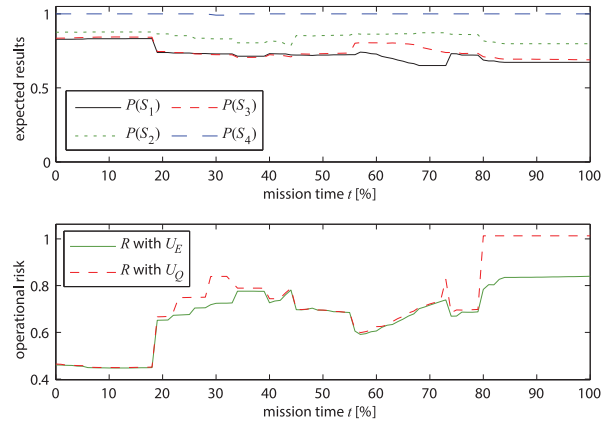 expected results
1
0.5
0
P(S₁) P(S₃)
P(S₂) P(S₄)
0 10 20 30 40 50 60 70 80 90 100
mission time t [%]
operational risk
1
0.8
0.6
0.4
R with U_E
R with U_Q
0 10 20 30 40 50 60 70 80 90 100
mission time t [%]